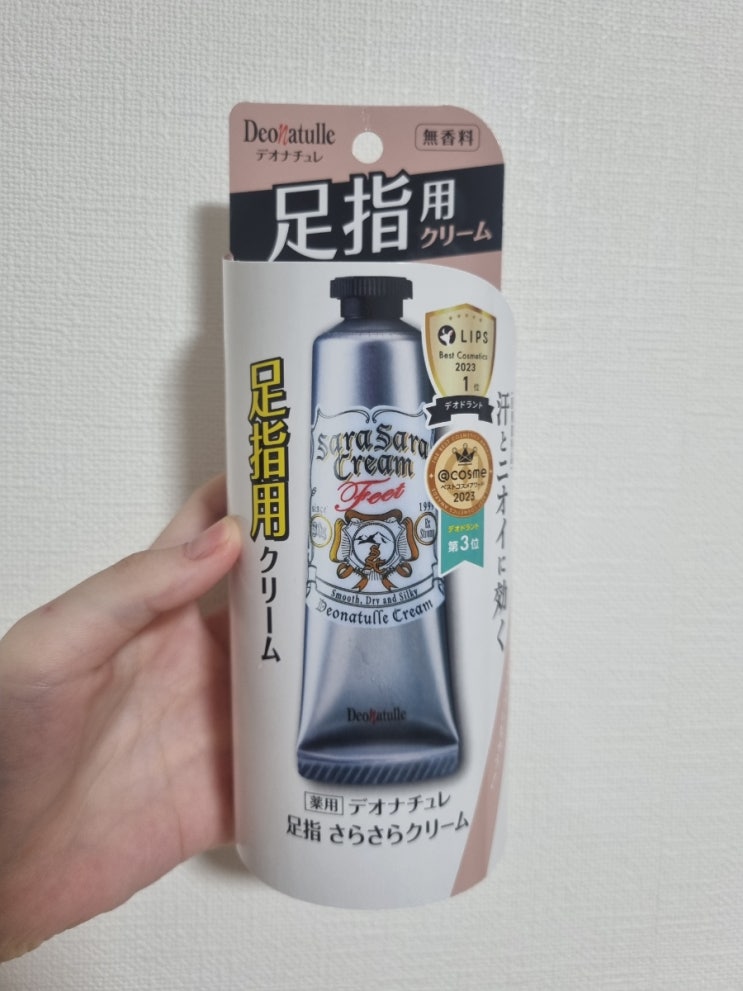 Deonatulle
デオナチュレ
無香料
足指用
クリーム
足指用クリーム
LIPS
Best Cosmetics
2023
1位
デオドラント
@cosme
ベストコスメアワード
2023
デオドラント
第3位
汗とニオイに効く
Sara Sara
Cream
Feet
Smooth, Dry and Silky
Deonatulle Cream
Deonatulle
薬用 デオナチュレ
足指 さらさらクリーム